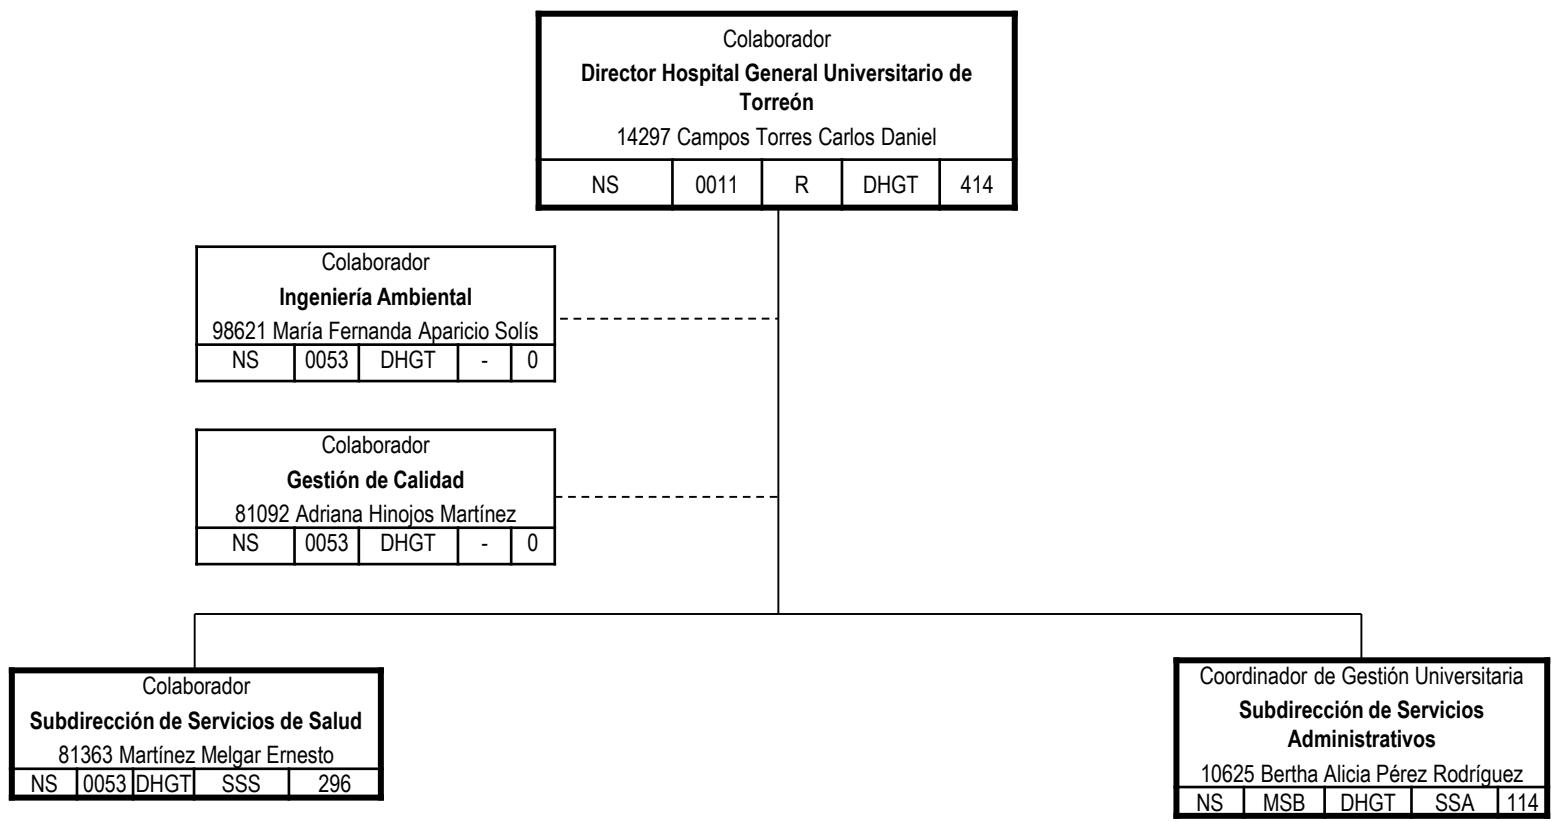 Colaborador
Director Hospital General Universitario de
Torreón
14297 Campos Torres Carlos Daniel
NS 0011 R DHGT 414
Colaborador
Ingeniería Ambiental
98621 María Fernanda Aparicio Solís
NS 0053 DHGT - 0
Colaborador
Gestión de Calidad
81092 Adriana Hinojos Martínez
NS 0053 DHGT - 0
Colaborador
Subdirección de Servicios de Salud
81363 Martínez Melgar Ernesto
NS 0053 DHGT SSS 296
Coordinador de Gestión Universitaria
Subdirección de Servicios
Administrativos
10625 Bertha Alicia Pérez Rodríguez
NS MSB DHGT SSA 114